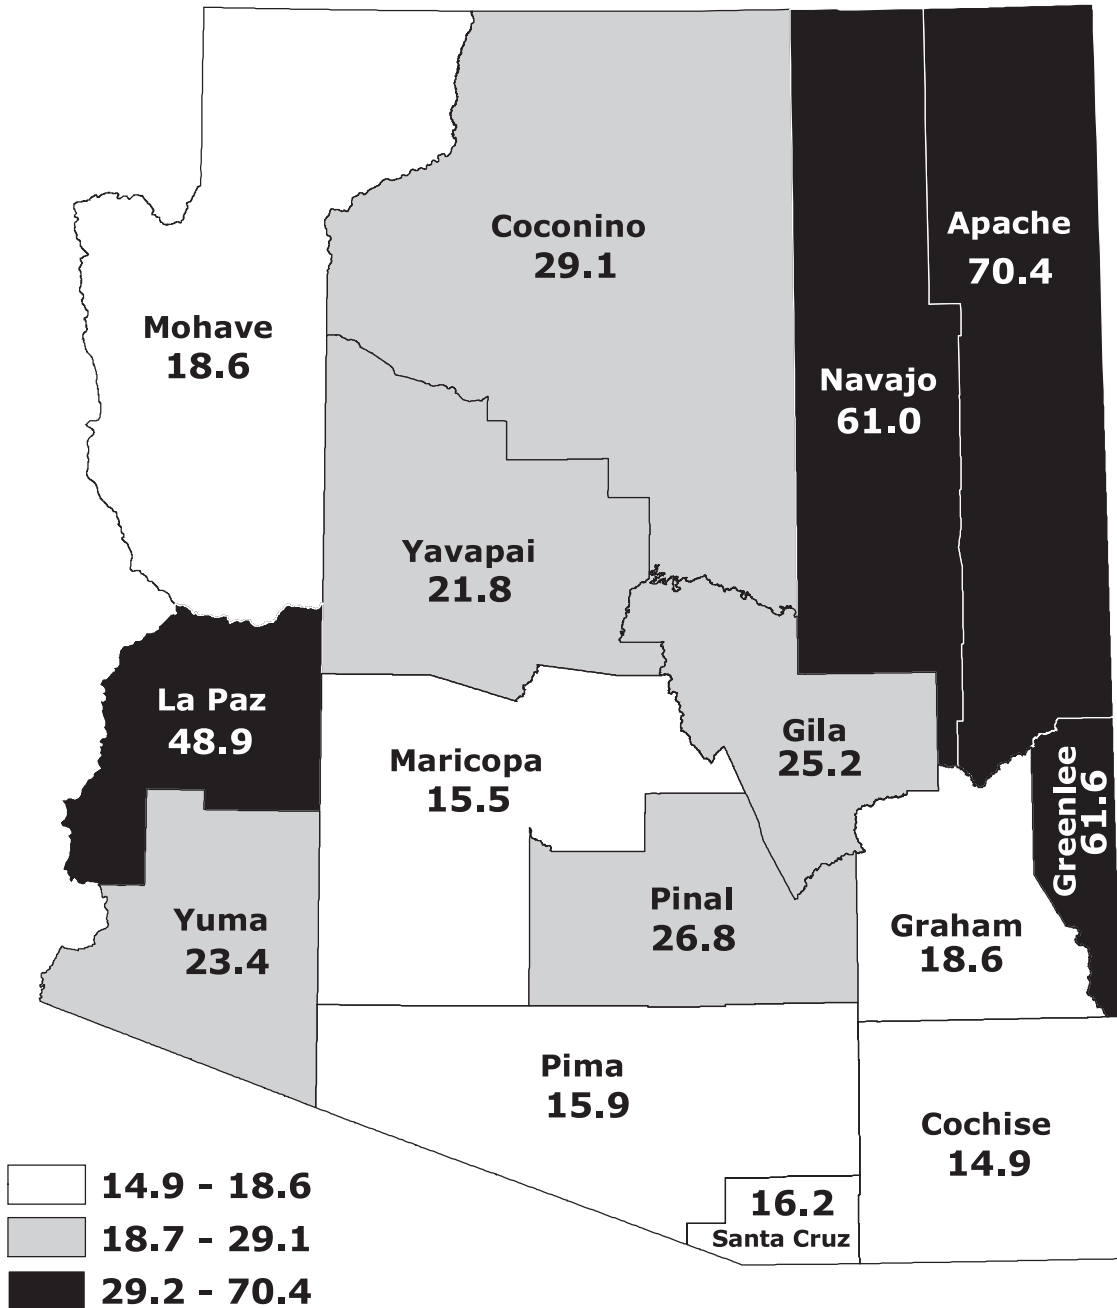 Coconino
29.1
Apache
70.4
Mohave
18.6
Navajo
61.0
Yavapai
21.8
La Paz
48.9
Maricopa
15.5
Gila
25.2
Greenlee
61.6
Yuma
23.4
Pinal
26.8
Graham
18.6
Pima
15.9
Cochise
14.9
16.2
Santa Cruz
14.9 - 18.6
18.7 - 29.1
29.2 - 70.4